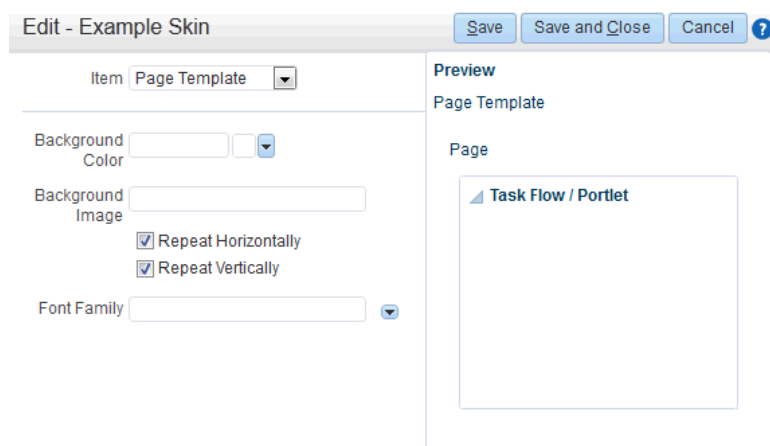 Edit - Example Skin
Save
Save and Close
Cancel
?
Item
Page Template
Background
Color
Background
Image
Repeat Horizontally
Repeat Vertically
Font Family
Preview
Page Template
Page
Task Flow / Portlet